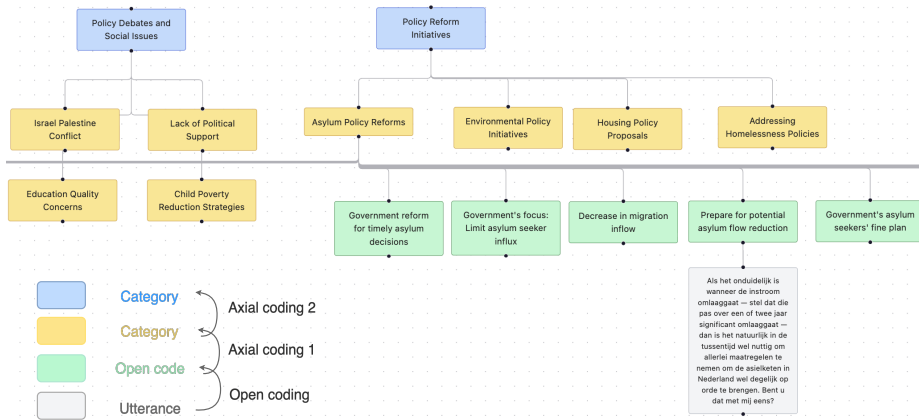 Policy Debates and
Social Issues
Policy Reform
Initiatives
Israel Palestine
Conflict
Lack of Political
Support
Asylum Policy Reforms
Environmental Policy
Initiatives
Housing Policy
Proposals
Addressing
Homelessness Policies
Education Quality
Concerns
Child Poverty
Reduction Strategies
Government reform
for timely asylum
decisions
Government's focus:
Limit asylum seeker
influx
Decrease in migration
inflow
Prepare for potential
asylum flow reduction
Government's asylum
seekers' fine plan
Als het onduidelijk is
wanneer de instroom
omlaaggaat — stel dat die
pas over een of twee jaar
significant omlaaggaat —
dan is het natuurlijk in de
tussentijd wel nuttig om
allerlei maatregelen te
nemen om de asielketen in
Nederland wel degelijk op
orde te brengen. Bent u
dat met mij eens?
Category
Axial coding 2
Category
Axial coding 1
Open code
Open coding
Utterance